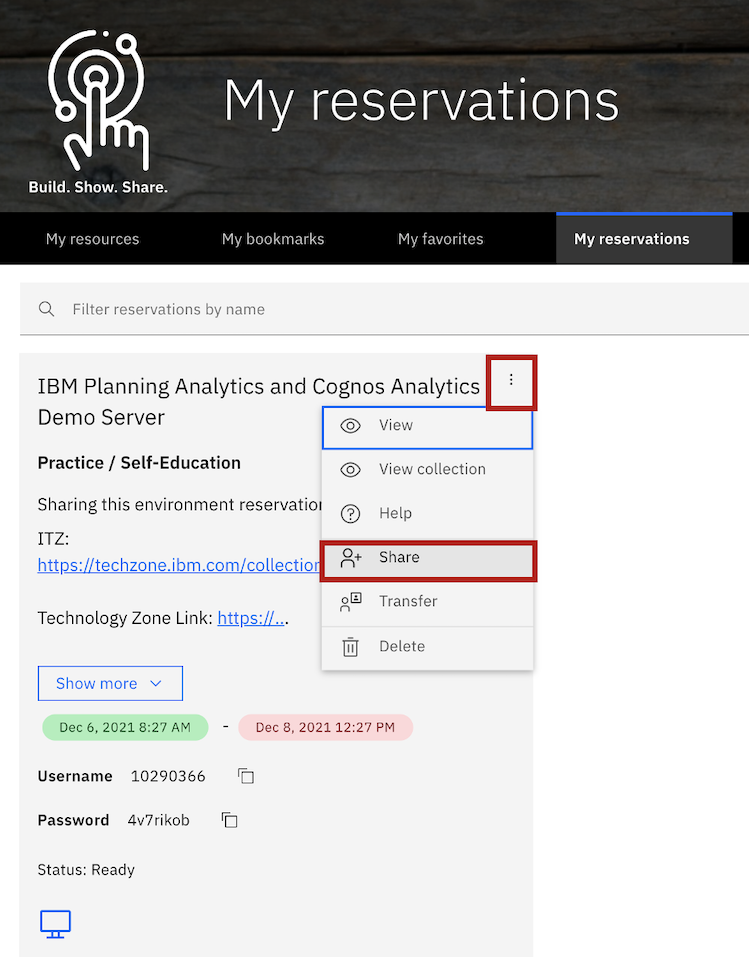 My reservations
Build. Show. Share.
My resources
My bookmarks
My favorites
My reservations
Filter reservations by name
IBM Planning Analytics and Cognos Analytics
Demo Server
Practice / Self-Education
Sharing this environment reservation
ITZ:
https://techzone.ibm.com/collection
Technology Zone Link: https://...
View
View collection
Help
Share
Transfer
Delete
Show more
Dec 6, 2021 8:27 AM - Dec 8, 2021 12:27 PM
Username 10290366
Password 4v7rikob
Status: Ready